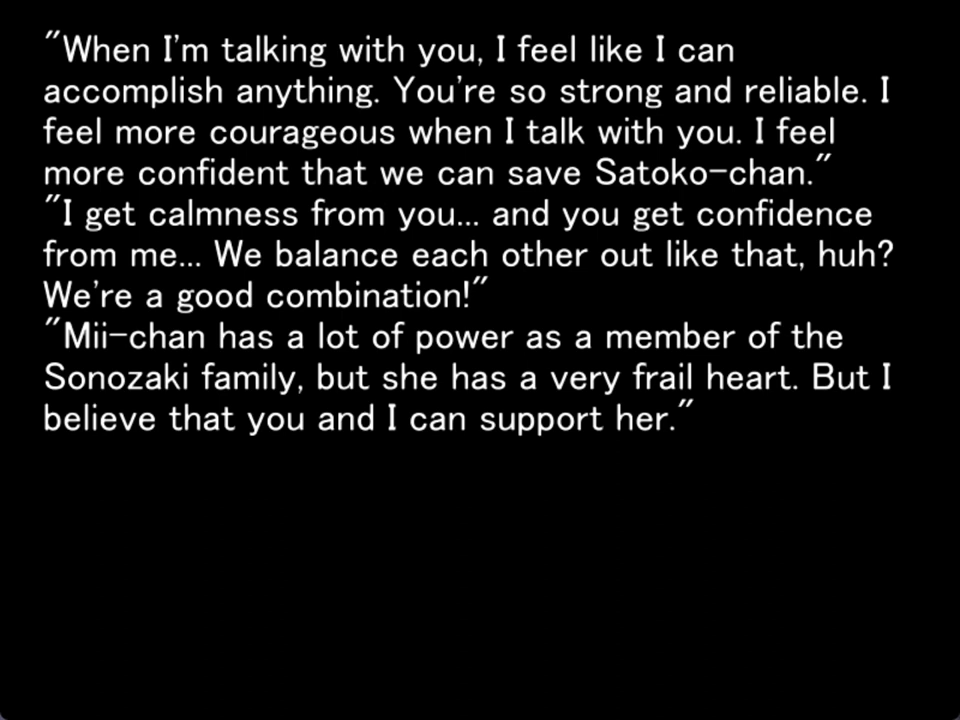 "When I'm talking with you, I feel like I can
accomplish anything. You're so strong and reliable. I
feel more courageous when I talk with you. I feel
more confident that we can save Satoko-chan."
"I get calmness from you... and you get confidence
from me... We balance each other out like that, huh?
We're a good combination!"
"Mii-chan has a lot of power as a member of the
Sonozaki family, but she has a very frail heart. But I
believe that you and I can support her."